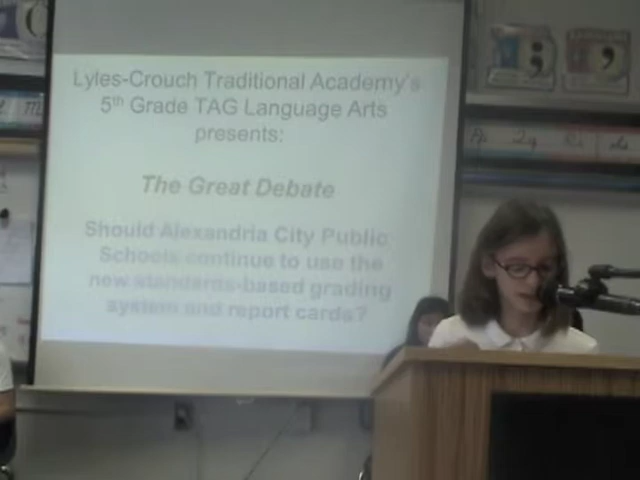 Lyles-Crouch Traditional Academy's
5th Grade TAG Language Arts
presents:
The Great Debate
Should Alexandria City Public
Schools continue to use the
new standards-based grading
system and report cards?